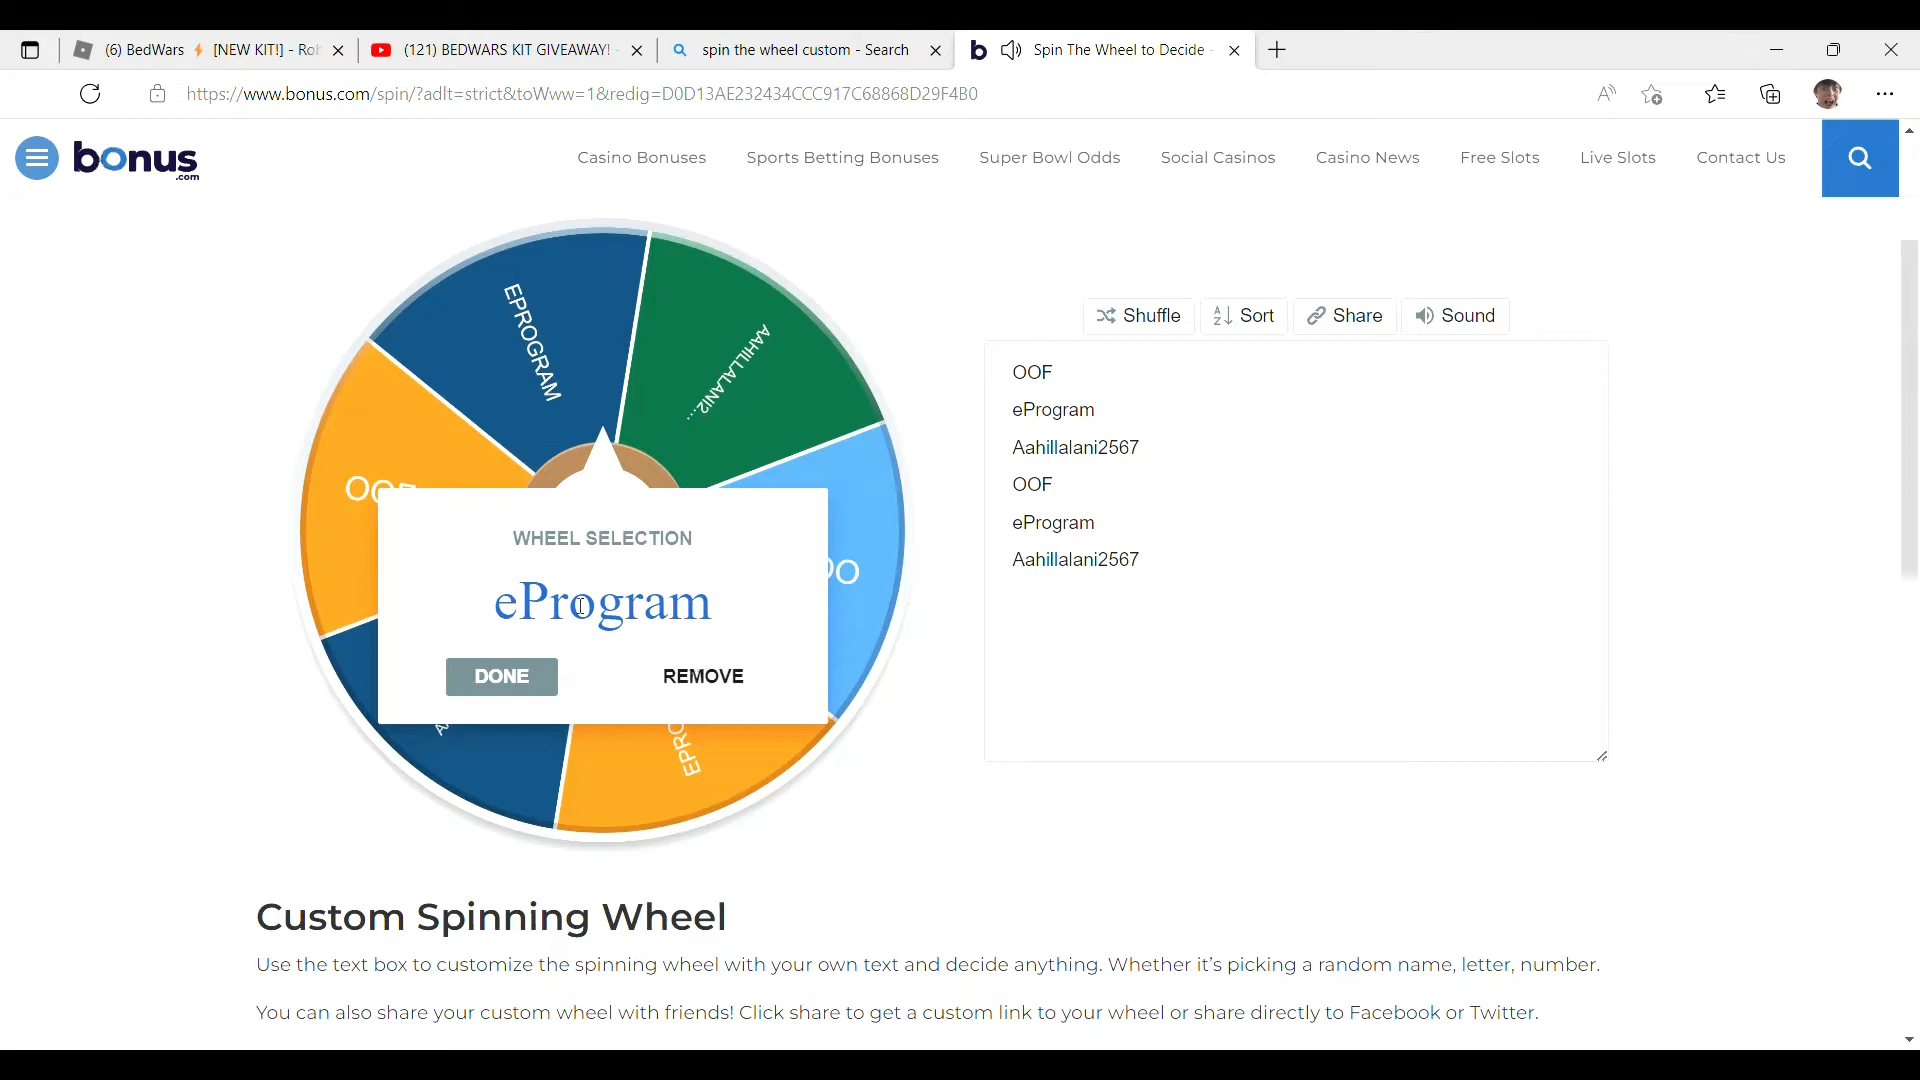 (6) BedWars ⚡ [NEW KIT!] - Rob
(121) BEDWARS KIT GIVEAWAY! -
spin the wheel custom - Search
Spin The Wheel to Decide -
https://www.bonus.com/spin/?adlt=strict&toWww=1&redig=D0D13AE232434CCC917C68868D29F4B0
bonus
.com
Casino Bonuses
Sports Betting Bonuses
Super Bowl Odds
Social Casinos
Casino News
Free Slots
Live Slots
Contact Us
EPROGRAM
AAHILLALANI2...
OOF
OO
EPRO
A
Shuffle
Sort
Share
Sound
OOF
eProgram
Aahillalani2567
OOF
eProgram
Aahillalani2567
WHEEL SELECTION
eProgram
DONE
REMOVE
Custom Spinning Wheel
Use the text box to customize the spinning wheel with your own text and decide anything. Whether it's picking a random name, letter, number.
You can also share your custom wheel with friends! Click share to get a custom link to your wheel or share directly to Facebook or Twitter.